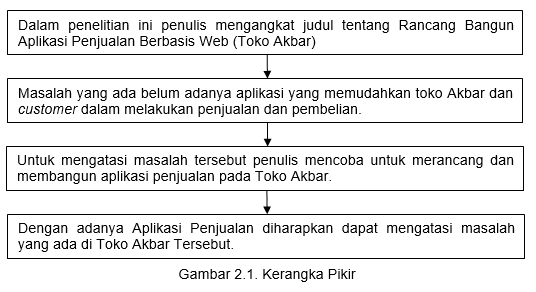 Dalam penelitian ini penulis mengangkat judul tentang Rancang Bangun
Aplikasi Penjualan Berbasis Web (Toko Akbar)
Masalah yang ada belum adanya aplikasi yang memudahkan toko Akbar dan
customer dalam melakukan penjualan dan pembelian.
Untuk mengatasi masalah tersebut penulis mencoba untuk merancang dan
membangun aplikasi penjualan pada Toko Akbar.
Dengan adanya Aplikasi Penjualan diharapkan dapat mengatasi masalah
yang ada di Toko Akbar Tersebut.
Gambar 2.1. Kerangka Pikir